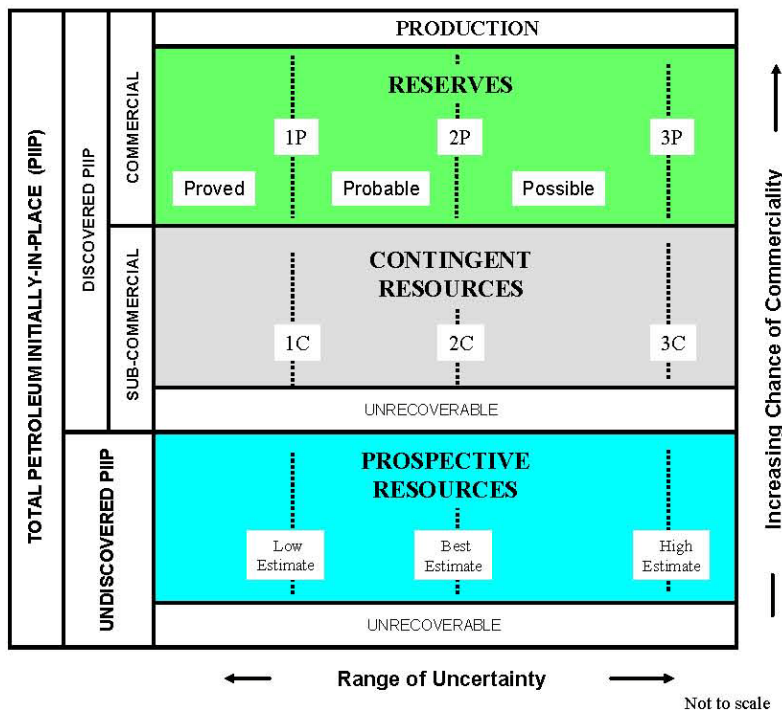 TOTAL PETROLEUM INITIALLY-IN-PLACE (PIIP)
DISCOVERED PIIP
UNDISCOVERED PIIP
COMMERCIAL
SUB-COMMERCIAL
PRODUCTION
RESERVES
1P
2P
3P
Proved
Probable
Possible
CONTINGENT
RESOURCES
1C
2C
3C
UNRECOVERABLE
PROSPECTIVE
RESOURCES
Low
Estimate
Best
Estimate
High
Estimate
UNRECOVERABLE
Increasing Chance of Commerciality
Range of Uncertainty
Not to scale